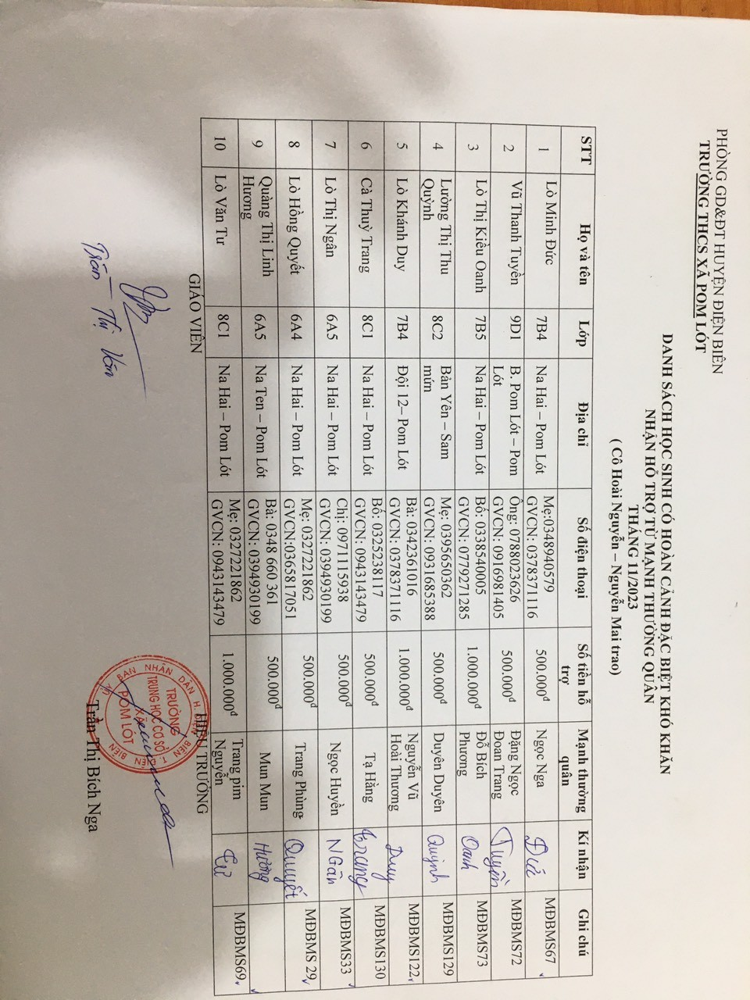 PHÒNG GD&ĐT HUYỆN ĐIỆN BIÊN
TRƯỜNG THCS XÃ POM LÓT
DANH SÁCH HỌC SINH CÓ HOÀN CẢNH ĐẶC BIỆT KHÓ KHĂN
NHẬN HỖ TRỢ TỪ MẠNH THƯỜNG QUÂN
THÁNG 11/2023
( Cô Hoài Nguyễn – Nguyễn Mai trao)
STT Họ và tên Lớp Địa chỉ Số điện thoại Số tiền hỗ trợ Mạnh thường quân Kí nhận Ghi chú
1 Lò Minh Đức 7B4 Na Hai – Pom Lót Mẹ:0348940579 GVCN: 0378371116 500.000đ Ngọc Nga Đức MĐBMS67
2 Vũ Thanh Tuyền 9D1 B. Pom Lót – Pom Lót Ông: 0788023626 GVCN: 0916981405 500.000đ Đặng Ngọc Đoan Trang Tuyền MĐBMS72
3 Lò Thị Kiều Oanh 7B5 Na Hai – Pom Lót Bố: 0338540005 GVCN: 0779271285 1.000.000đ Đỗ Bích Phương Oanh MĐBMS73
4 Lường Thị Thu Quỳnh 8C2 Bản Yên – Sam mứn Mẹ: 0395650362 GVCN: 0931685388 500.000đ Duyên Duyên Quỳnh MĐBMS129
5 Lò Khánh Duy 7B4 Đội 12– Pom Lót Bà: 0342361016 GVCN: 0378371116 1.000.000đ Nguyễn Vũ Hoài Thương Duy MĐBMS122
6 Cà Thuỳ Trang 8C1 Na Hai – Pom Lót Bố: 0325238117 GVCN: 0943143479 500.000đ Tạ Hằng Trang MĐBMS130
7 Lò Thị Ngân 6A5 Na Hai – Pom Lót Chị: 0971115938 GVCN: 0394930199 500.000đ Ngọc Huyền Ngân MĐBMS33
8 Lò Hồng Quyết 6A4 Na Hai – Pom Lót Mẹ: 0327221862 GVCN:0365817051 500.000đ Trang Phùng Quyết MĐBMS 29
9 Quàng Thị Linh Hương 6A5 Na Ten – Pom Lót Bà: 0348 660 361 GVCN: 0394930199 500.000đ Mun Mun Hương
10 Lò Văn Tư 8C1 Na Hai – Pom Lót Mẹ: 0327221862 GVCN: 0943143479 1.000.000đ Trang pim Nguyễn Tư MĐBMS69
GIÁO VIÊN
HIỆU TRƯỞNG
Trần Thị Vân
ỦY BAN NHÂN DÂN H. ĐIỆN BIÊN T. ĐIỆN BIÊN
TRƯỜNG
TRUNG HỌC CƠ SỞ
XÃ
POM LÓT
Trần Thị Bích Nga